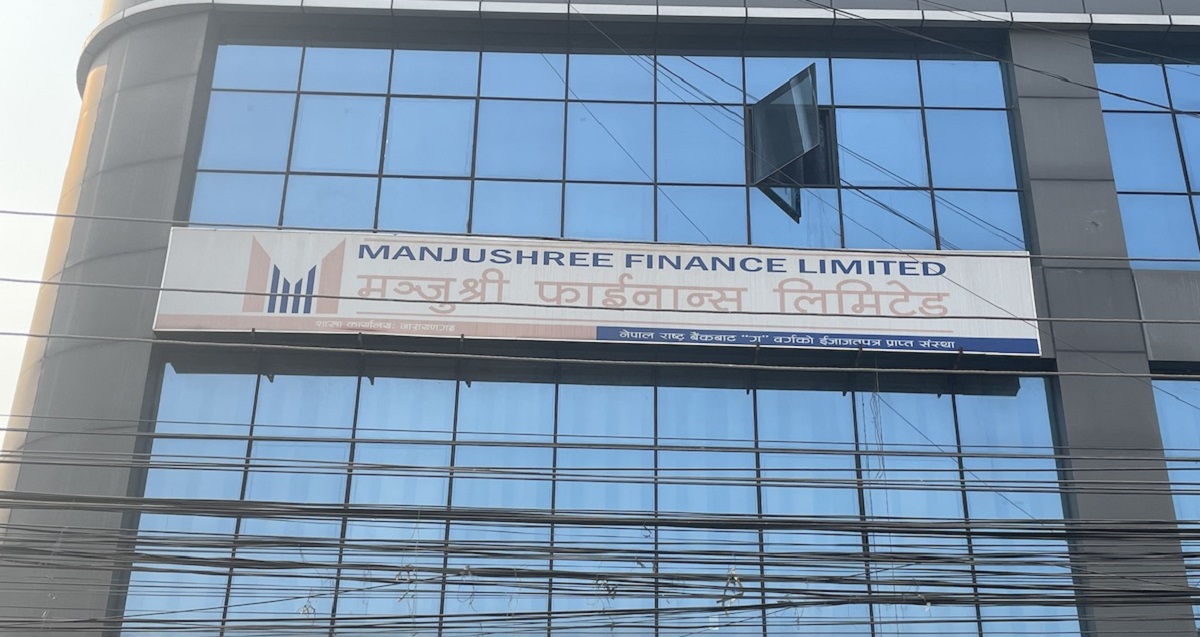 MANJUSHREE FINANCE LIMITED
मञ्जुश्री फाईनान्स लिमिटेड
शाखा कार्यालय: नारायणगढ
नेपाल राष्ट्र बैंकबाट "ग" वर्गको ईजाजतपत्र प्राप्त संस्था